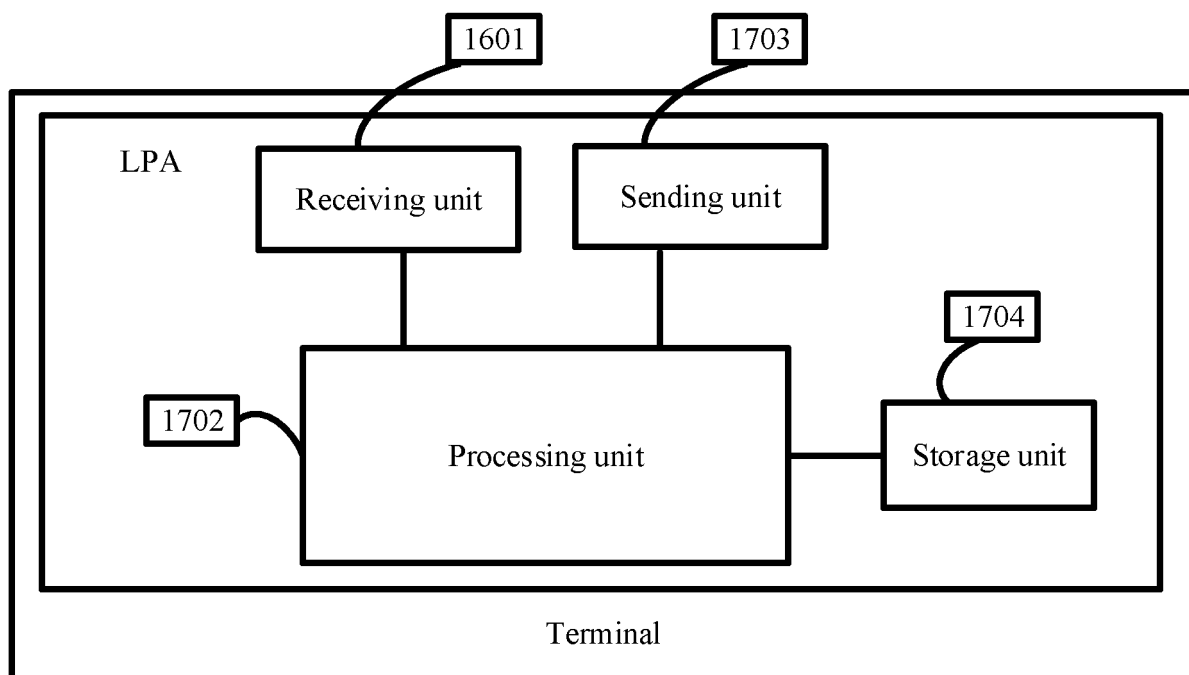 1601
1703
LPA
Receiving unit
Sending unit
1704
1702
Processing unit
Storage unit
Terminal